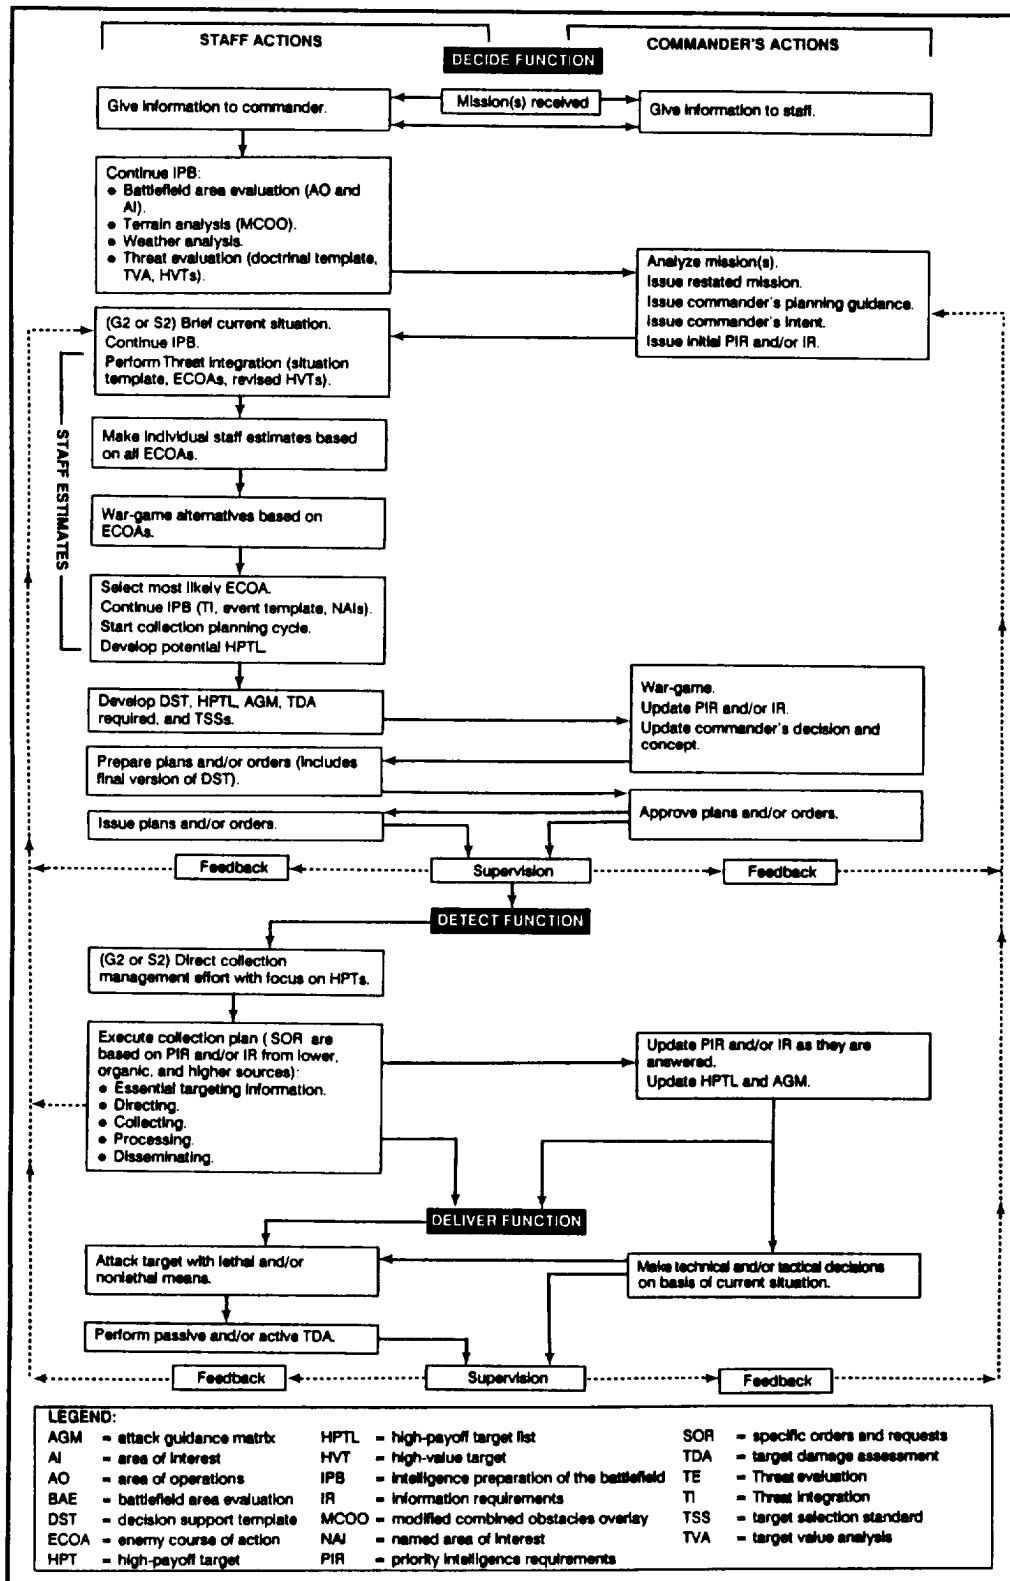 STAFF ACTIONS
COMMANDER'S ACTIONS
DECIDE FUNCTION
Give information to commander.
Mission(s) received
Give information to staff.
Continue IPB:
● Battlefield area evaluation (AO and
AI).
● Terrain analysis (MCOO).
● Weather analysis.
● Threat evaluation (doctrinal template,
TVA, HVTs).
Analyze mission(s).
Issue restated mission.
Issue commander's planning guidance.
Issue commander's intent.
Issue initial PIR and/or IR.
(G2 or S2) Brief current situation.
Continue IPB.
Perform Threat integration (situation
template, ECOAs, revised HVTs).
STAFF ESTIMATES
Make individual staff estimates based
on all ECOAs.
War-game alternatives based on
ECOAs.
Select most likely ECOA.
Continue IPB (TI, event template, NAIs).
Start collection planning cycle.
Develop potential HPTL.
Develop DST, HPTL, AGM, TDA
required, and TSSs.
War-game.
Update PIR and/or IR.
Update commander's decision and
concept.
Prepare plans and/or orders (includes
final version of DST).
Approve plans and/or orders.
Issue plans and/or orders.
Feedback
Supervision
Feedback
DETECT FUNCTION
(G2 or S2) Direct collection
management effort with focus on HPTs.
Execute collection plan ( SOR are
based on PIR and/or IR from lower,
organic, and higher sources):
● Essential targeting information.
● Directing.
● Collecting.
● Processing.
● Disseminating.
Update PIR and/or IR as they are
answered.
Update HPTL and AGM.
DELIVER FUNCTION
Attack target with lethal and/or
nonlethal means.
Make technical and/or tactical decisions
on basis of current situation.
Perform passive and/or active TDA.
Feedback
Supervision
Feedback
LEGEND:
AGM = attack guidance matrix
AI = area of interest
AO = area of operations
BAE = battlefield area evaluation
DST = decision support template
ECOA = enemy course of action
HPT = high-payoff target
HPTL = high-payoff target list
HVT = high-value target
IPB = intelligence preparation of the battlefield
IR = information requirements
MCOO = modified combined obstacles overlay
NAI = named area of interest
PIR = priority intelligence requirements
SOR = specific orders and requests
TDA = target damage assessment
TE = Threat evaluation
TI = Threat integration
TSS = target selection standard
TVA = target value analysis